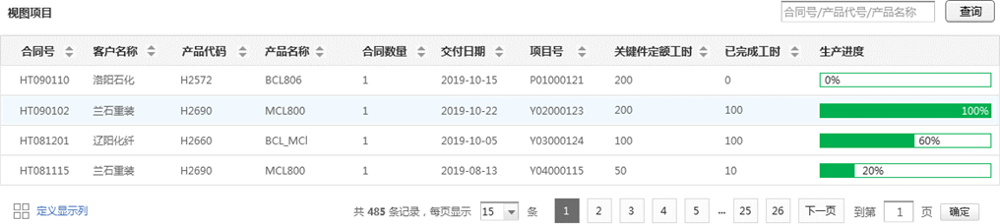 视图项目 合同号/产品代号/产品名称 查询
合同号 客户名称 产品代码 产品名称 合同数量 交付日期 项目号 关键件定额工时 已完成工时 生产进度
HT090110 洛阳石化 H2572 BCL806 1 2019-10-15 P01000121 200 0 0%
HT090102 兰石重装 H2690 MCL800 1 2019-10-22 Y02000123 200 100 100%
HT081201 辽阳化纤 H2660 BCL_MCl 1 2019-10-05 Y03000124 100 100 60%
HT081115 兰石重装 H2690 MCL800 1 2019-08-13 Y04000115 50 10 20%
定义显示列 共 485 条记录，每页显示 15 条 1 2 3 4 5 ... 25 26 下一页 到第 1 页 确定